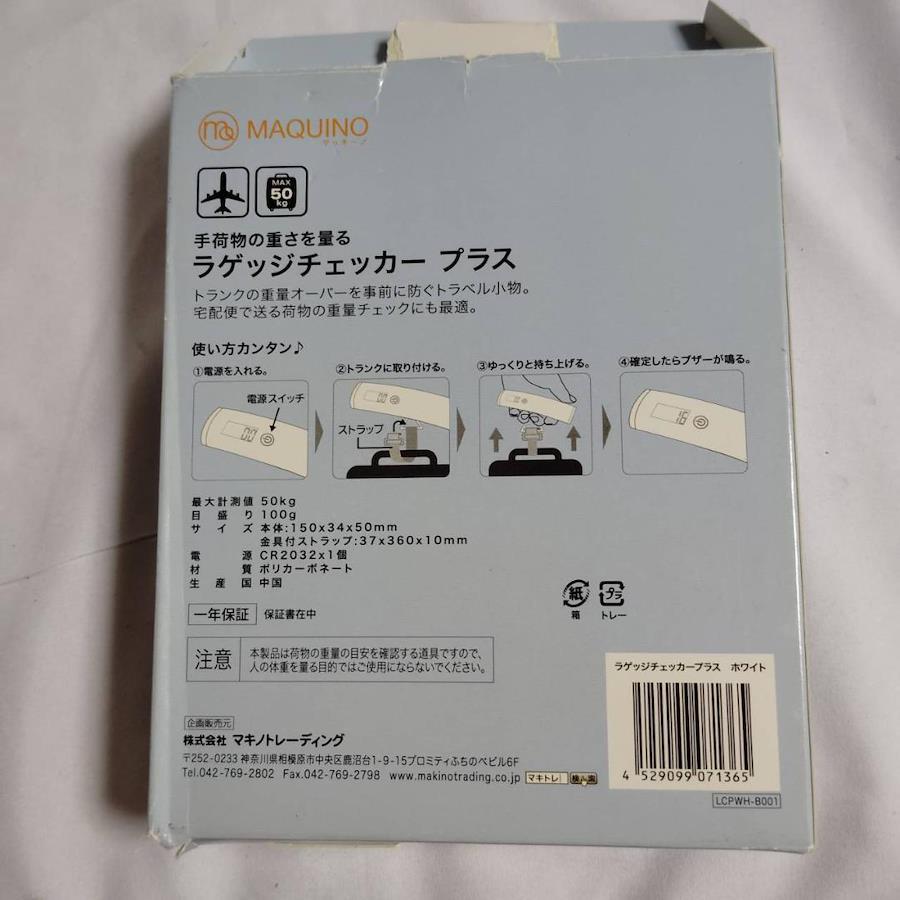 MAQUINO
マッキーノ
MAX
50
kg
手荷物の重さを量る
ラゲッジチェッカー プラス
トランクの重量オーバーを事前に防ぐトラベル小物。
宅配便で送る荷物の重量チェックにも最適。
使い方カンタン♪
①電源を入れる。
②トランクに取り付ける。
③ゆっくりと持ち上げる。
④確定したらブザーが鳴る。
電源スイッチ
ストラップ
最大計測値 50kg
目盛り 100g
サイズ 本体:150x34x50mm
金具付ストラップ:37x360x10mm
電源 CR2032x1個
材質 ポリカーボネート
生産国 中国
一年保証 保証書在中
紙
箱
プラ
トレー
注意
本製品は荷物の重量の目安を確認する道具ですので、
人の体重を量る目的ではご使用にならないでください。
ラゲッジチェッカープラス ホワイト
4 529099 071365
LCPWH-B001
企画販売元
株式会社 マキノトレーディング
〒252-0233 神奈川県相模原市中央区鹿沼台1-9-15プロミティふちのべビル6F
Tel.042-769-2802 Fax.042-769-2798 www.makinotrading.co.jp マキトレ 検索